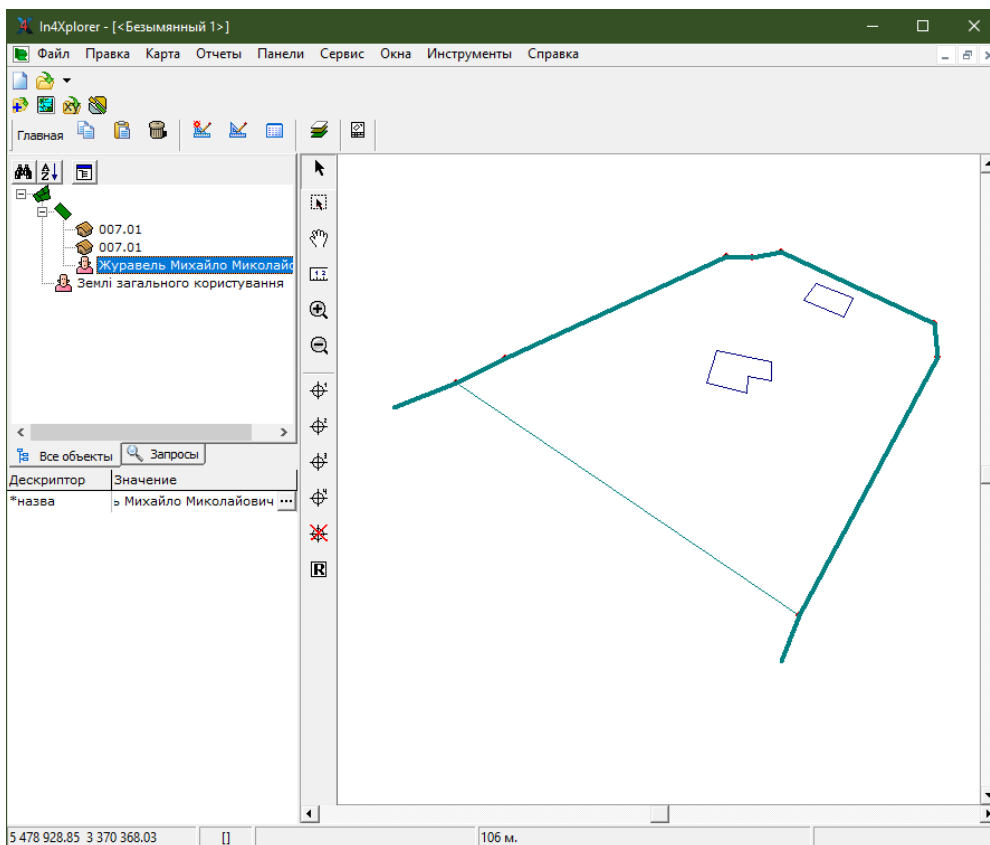 In4Xplorer - [<Безымянный 1>]
Файл Правка Карта Отчеты Панели Сервис Окна Инструменты Справка
Главная
007.01
007.01
Журавель Михайло Миколайо
Землі загального користування
Все объекты Запросы
Дескриптор Значение
*назва ь Михайло Миколайович ...
R
5 478 928.85 3 370 368.03 [] 106 м.